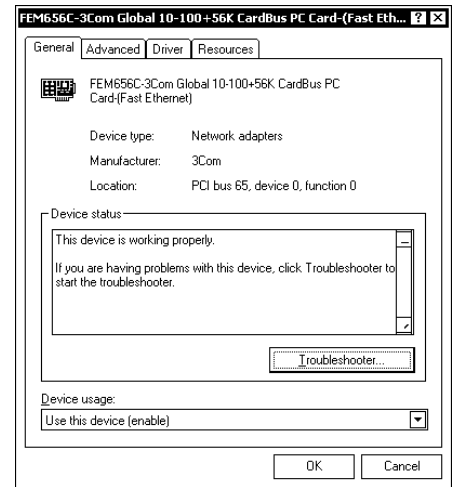 FEM656C-3Com Global 10-100+56K CardBus PC Card-(Fast Eth... ? X
General Advanced Driver Resources
FEM656C-3Com Global 10-100+56K CardBus PC
Card-(Fast Ethernet)
Device type: Network adapters
Manufacturer: 3Com
Location: PCI bus 65, device 0, function 0
Device status
This device is working properly.
If you are having problems with this device, click Troubleshooter to
start the troubleshooter.
Troubleshooter...
Device usage:
Use this device (enable)
OK Cancel